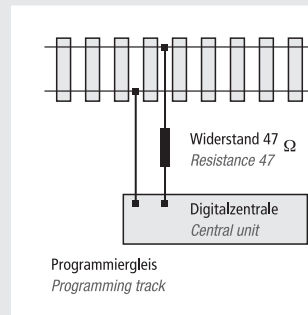 Widerstand 47 Ω
Resistance 47
Digitalzentrale
Central unit
Programmiergleis
Programming track